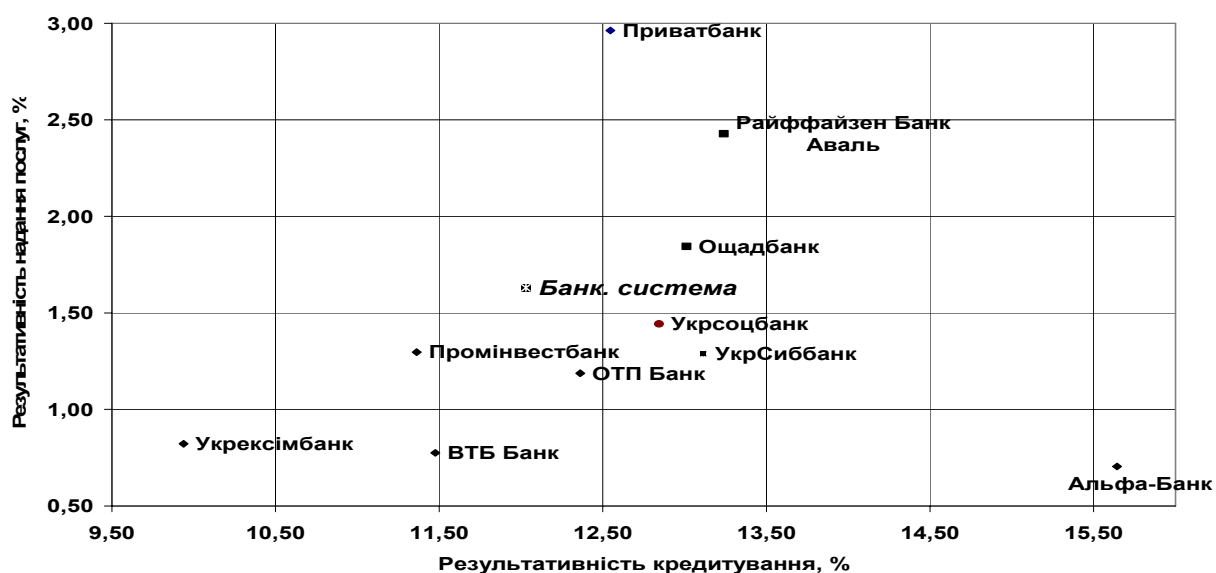 3,00
2,50
2,00
1,50
1,00
0,50
Результативність надання послуг, %
Приватбанк
Райффайзен Банк
Аваль
Ощадбанк
Банк. система
Укрсоцбанк
Промінвестбанк
УкрСиббанк
ОТП Банк
Укрексімбанк
ВТБ Банк
Альфа-Банк
9,50 10,50 11,50 12,50 13,50 14,50 15,50
Результативність кредитування, %